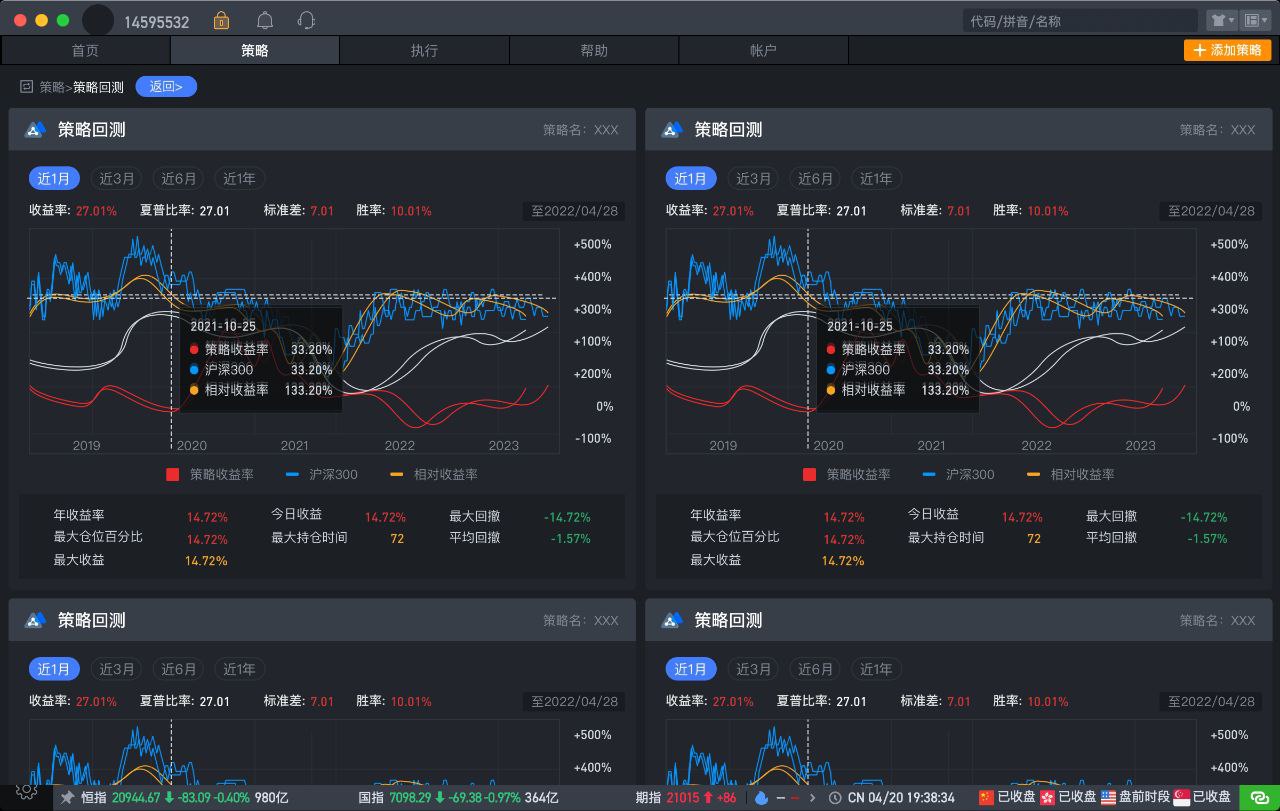 14595532 代码/拼音/名称
首页 策略 执行 帮助 帐户 添加策略
策略>策略回测 返回>
策略回测 策略名：XXX
近1月 近3月 近6月 近1年
收益率: 27.01% 夏普比率: 27.01 标准差: 7.01 胜率: 10.01% 至2022/04/28
+500%
+400%
+300%
+100%
+200%
0%
-100%
2021-10-25
策略收益率 33.20%
沪深300 33.20%
相对收益率 133.20%
2019 2020 2021 2022 2023
策略收益率 沪深300 相对收益率
年收益率 14.72% 今日收益 14.72% 最大回撤 -14.72%
最大仓位百分比 14.72% 最大持仓时间 72 平均回撤 -1.57%
最大收益 14.72%
策略回测 策略名：XXX
近1月 近3月 近6月 近1年
收益率: 27.01% 夏普比率: 27.01 标准差: 7.01 胜率: 10.01% 至2022/04/28
+500%
+400%
+300%
+100%
+200%
0%
-100%
2021-10-25
策略收益率 33.20%
沪深300 33.20%
相对收益率 133.20%
2019 2020 2021 2022 2023
策略收益率 沪深300 相对收益率
年收益率 14.72% 今日收益 14.72% 最大回撤 -14.72%
最大仓位百分比 14.72% 最大持仓时间 72 平均回撤 -1.57%
最大收益 14.72%
策略回测 策略名：XXX
近1月 近3月 近6月 近1年
收益率: 27.01% 夏普比率: 27.01 标准差: 7.01 胜率: 10.01% 至2022/04/28
+500%
+400%
策略回测 策略名：XXX
近1月 近3月 近6月 近1年
收益率: 27.01% 夏普比率: 27.01 标准差: 7.01 胜率: 10.01% 至2022/04/28
+500%
+400%
恒指 20944.67 -83.09 -0.40% 980亿 国指 7098.29 -69.38 -0.97% 364亿 期指 21015 +86 -- -- CN 04/20 19:38:34 已收盘 已收盘 盘前时段 已收盘